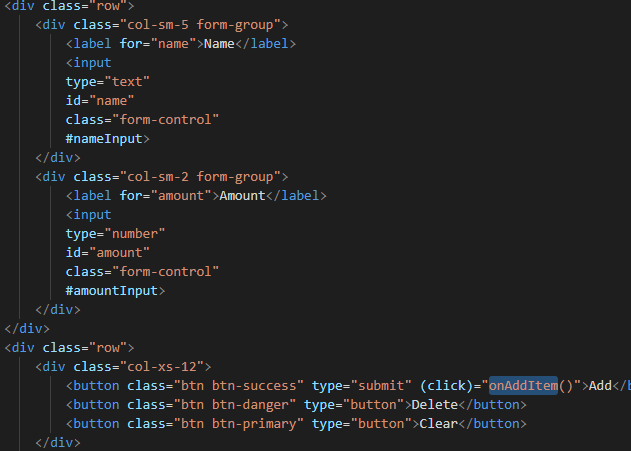 <div class="row">
<div class="col-sm-5 form-group">
<label for="name">Name</label>
<input
type="text"
id="name"
class="form-control"
#nameInput>
</div>
<div class="col-sm-2 form-group">
<label for="amount">Amount</label>
<input
type="number"
id="amount"
class="form-control"
#amountInput>
</div>
</div>
<div class="row">
<div class="col-xs-12">
<button class="btn btn-success" type="submit" (click)="onAddItem()">Add</b
<button class="btn btn-danger" type="button">Delete</button>
<button class="btn btn-primary" type="button">Clear</button>
</div>